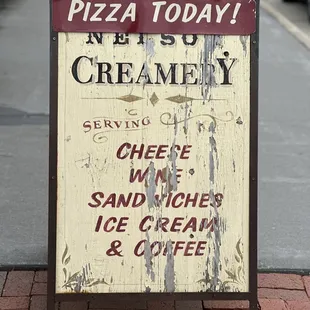 PIZZA TODAY!
CREAMERY
SERVING
CHEESE
WINE
SANDWICHES
ICE CREAM
& COFFEE